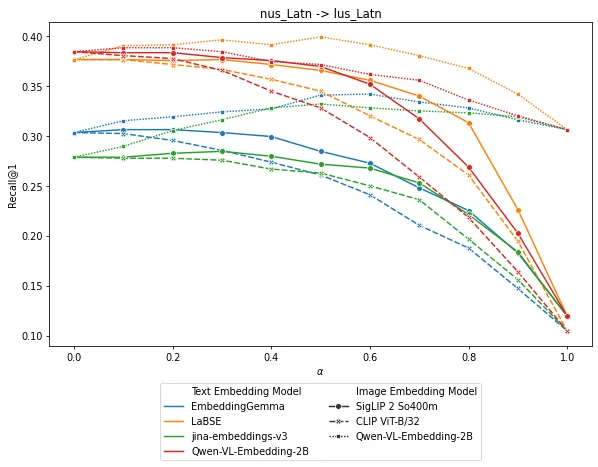 nus_Latn -> lus_Latn
0.40
0.35
0.30
0.25
0.20
0.15
0.10
Recall@1
0.0 0.2 0.4 0.6 0.8 1.0
α
Text Embedding Model
EmbeddingGemma
LaBSE
jina-embeddings-v3
Qwen-VL-Embedding-2B
Image Embedding Model
SigLIP 2 So400m
CLIP ViT-B/32
Qwen-VL-Embedding-2B